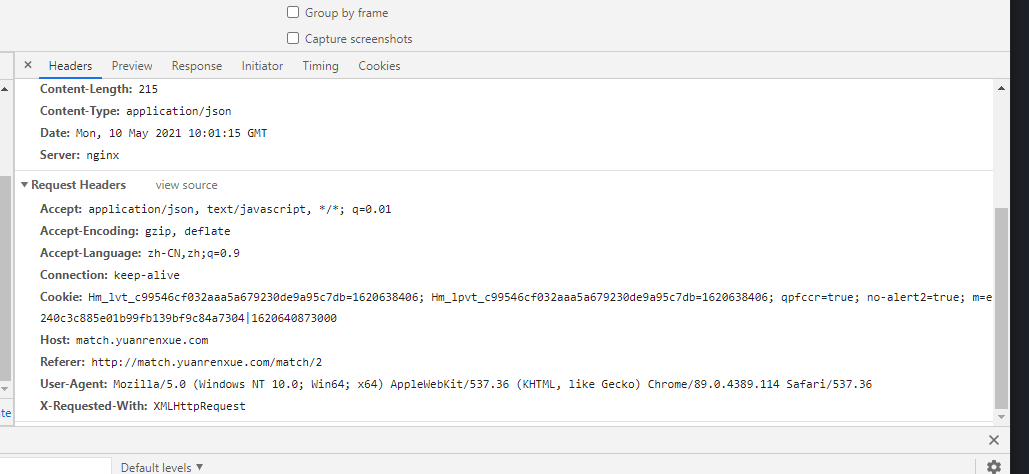 Group by frame
Capture screenshots
× Headers Preview Response Initiator Timing Cookies
Content-Length: 215
Content-Type: application/json
Date: Mon, 10 May 2021 10:01:15 GMT
Server: nginx
▼ Request Headers view source
Accept: application/json, text/javascript, */*; q=0.01
Accept-Encoding: gzip, deflate
Accept-Language: zh-CN,zh;q=0.9
Connection: keep-alive
Cookie: Hm_lvt_c99546cf032aaa5a679230de9a95c7db=1620638406; Hm_lpvt_c99546cf032aaa5a679230de9a95c7db=1620638406; qpfccr=true; no-alert2=true; m=e
240c3c885e01b99fb139bf9c84a7304|1620640873000
Host: match.yuanrenxue.com
Referer: http://match.yuanrenxue.com/match/2
User-Agent: Mozilla/5.0 (Windows NT 10.0; Win64; x64) AppleWebKit/537.36 (KHTML, like Gecko) Chrome/89.0.4389.114 Safari/537.36
X-Requested-With: XMLHttpRequest
te
Default levels ▼